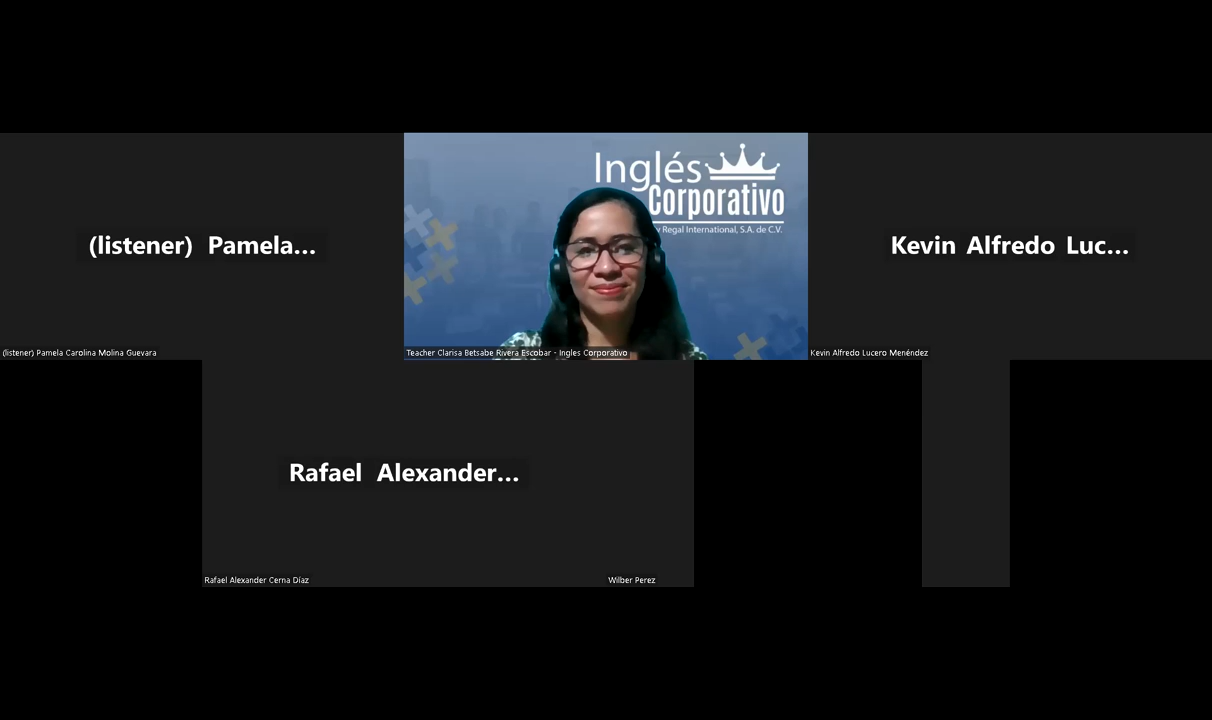 Inglés
Corporativo
y Regal International, S.A. de C.V.
(listener) Pamela...
Kevin Alfredo Luc...
(listener) Pamela Carolina Molina Guevara
Teacher Clarisa Betsabe Rivera Escobar - Ingles Corporativo
Kevin Alfredo Lucero Menéndez
Rafael Alexander...
Rafael Alexander Cerna Díaz
Wilber Perez